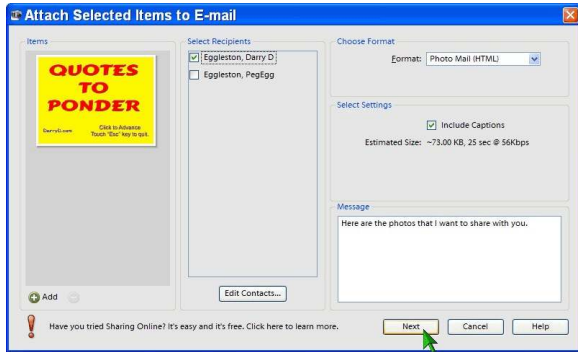 Attach Selected Items to E-mail
Items
QUOTES
TO
PONDER
DarryD.com
Click to Advance
Touch "Esc" key to quit.
Add
Select Recipients
Eggleston, Darry D
Eggleston, PegEgg
Edit Contacts...
Choose Format
Format: Photo Mail (HTML)
Select Settings
Include Captions
Estimated Size: ~73.00 KB, 25 sec @ 56Kbps
Message
Here are the photos that I want to share with you.
Have you tried Sharing Online? It's easy and it's free. Click here to learn more.
Next
Cancel
Help